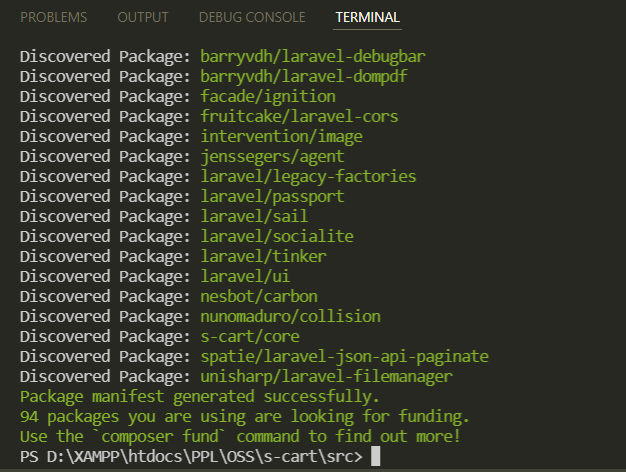 PROBLEMS OUTPUT DEBUG CONSOLE TERMINAL
Discovered Package: barryvdh/laravel-debugbar
Discovered Package: barryvdh/laravel-dompdf
Discovered Package: facade/ignition
Discovered Package: fruitcake/laravel-cors
Discovered Package: intervention/image
Discovered Package: jenssegers/agent
Discovered Package: laravel/legacy-factories
Discovered Package: laravel/passport
Discovered Package: laravel/sail
Discovered Package: laravel/socialite
Discovered Package: laravel/tinker
Discovered Package: laravel/ui
Discovered Package: nesbot/carbon
Discovered Package: nunomaduro/collision
Discovered Package: s-cart/core
Discovered Package: spatie/laravel-json-api-paginate
Discovered Package: unisharp/laravel-filemanager
Package manifest generated successfully.
94 packages you are using are looking for funding.
Use the `composer fund` command to find out more!
PS D:\XAMPP\htdocs\PPL\OSS\s-cart\src>